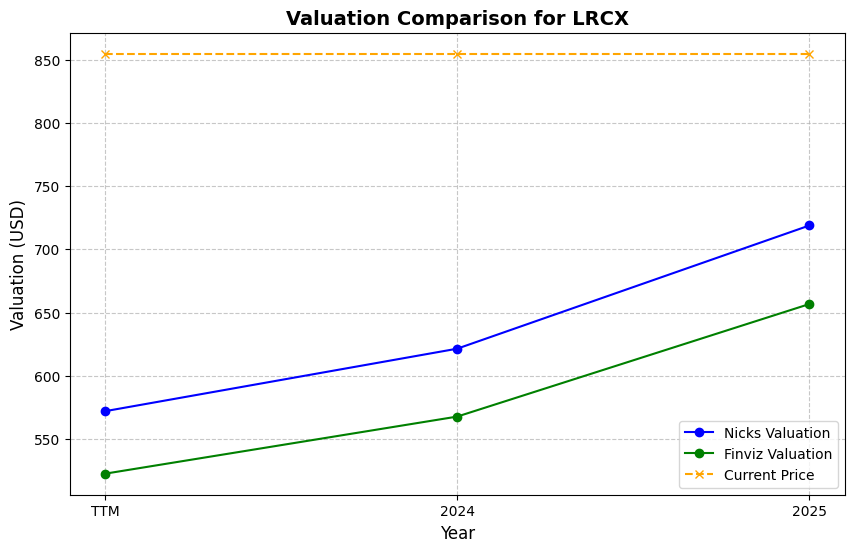 Valuation Comparison for LRCX
Valuation (USD)
850
800
750
700
650
600
550
TTM
2024
2025
Year
Nicks Valuation
Finviz Valuation
Current Price